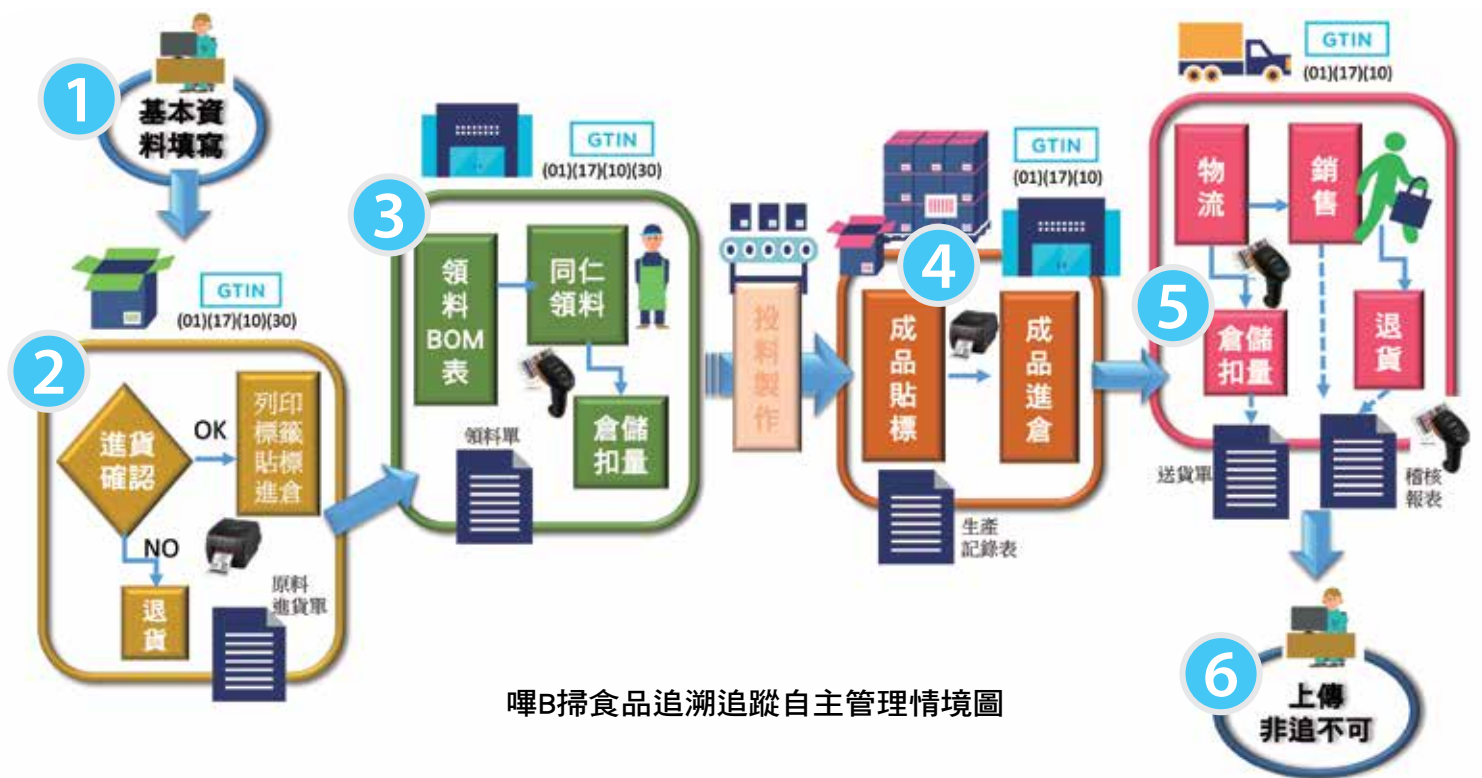 1
基本資
料填寫
GTIN
(01)(17)(10)(30)
2
進貨
確認
OK
列印
標籤
貼標
進倉
NO
退
貨
原料
進貨單
GTIN
(01)(17)(10)(30)
3
領
料
BOM
表
同仁
領料
倉儲
扣量
領料單
投
料
製
作
GTIN
(01)(17)(10)
4
成
品
貼
標
成
品
進
倉
生產
記錄表
GTIN
(01)(17)(10)
5
物
流
銷
售
倉儲
扣量
退
貨
送貨單
稽核
報表
6
上傳
非追不可
嗶B掃食品追溯追蹤自主管理情境圖